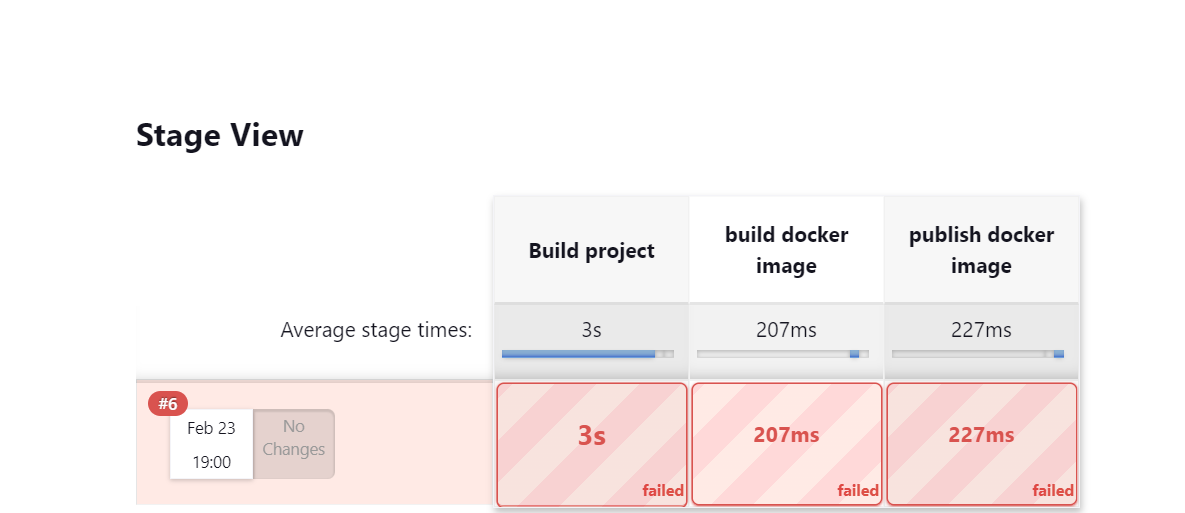 Stage View
Build project
build docker
image
publish docker
image
Average stage times:
3s
207ms
227ms
#6
Feb 23
19:00
No
Changes
3s
failed
207ms
failed
227ms
failed